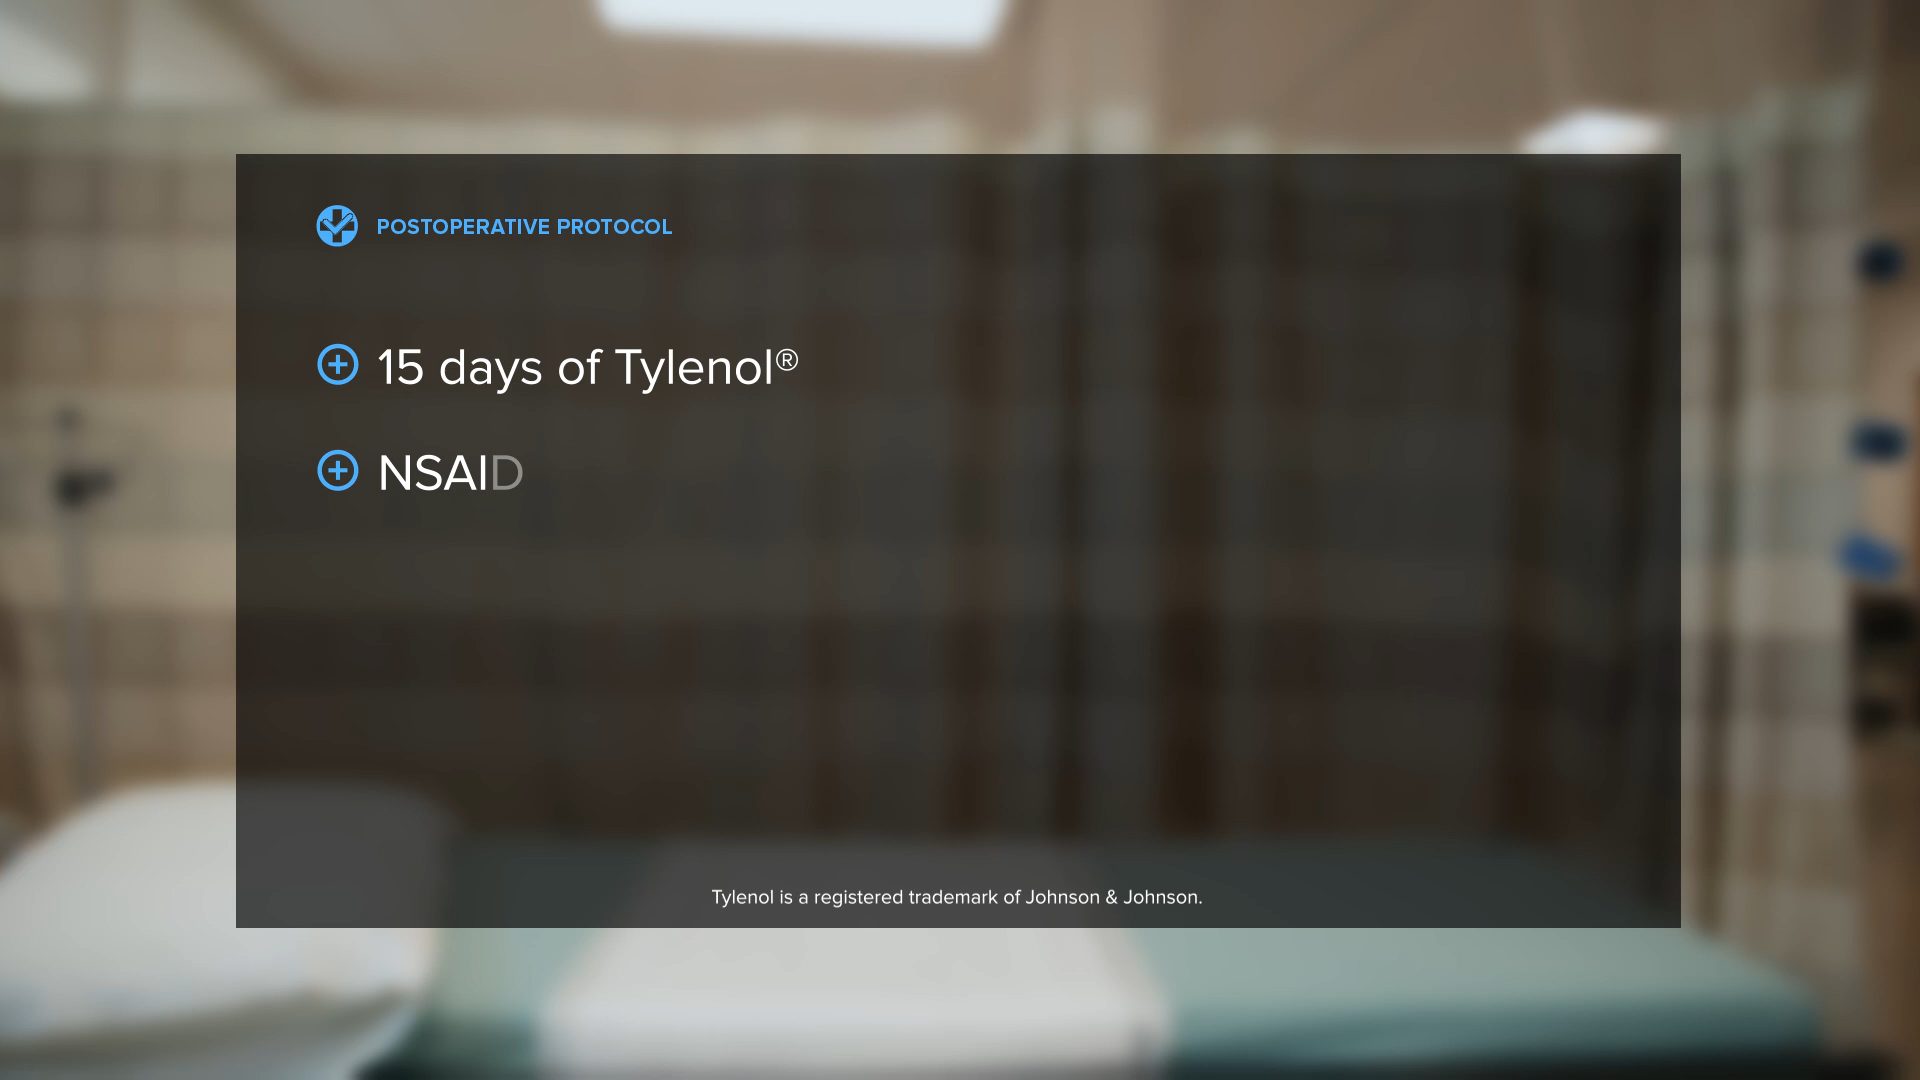 POSTOPERATIVE PROTOCOL
15 days of Tylenol®
NSAID
Tylenol is a registered trademark of Johnson & Johnson.